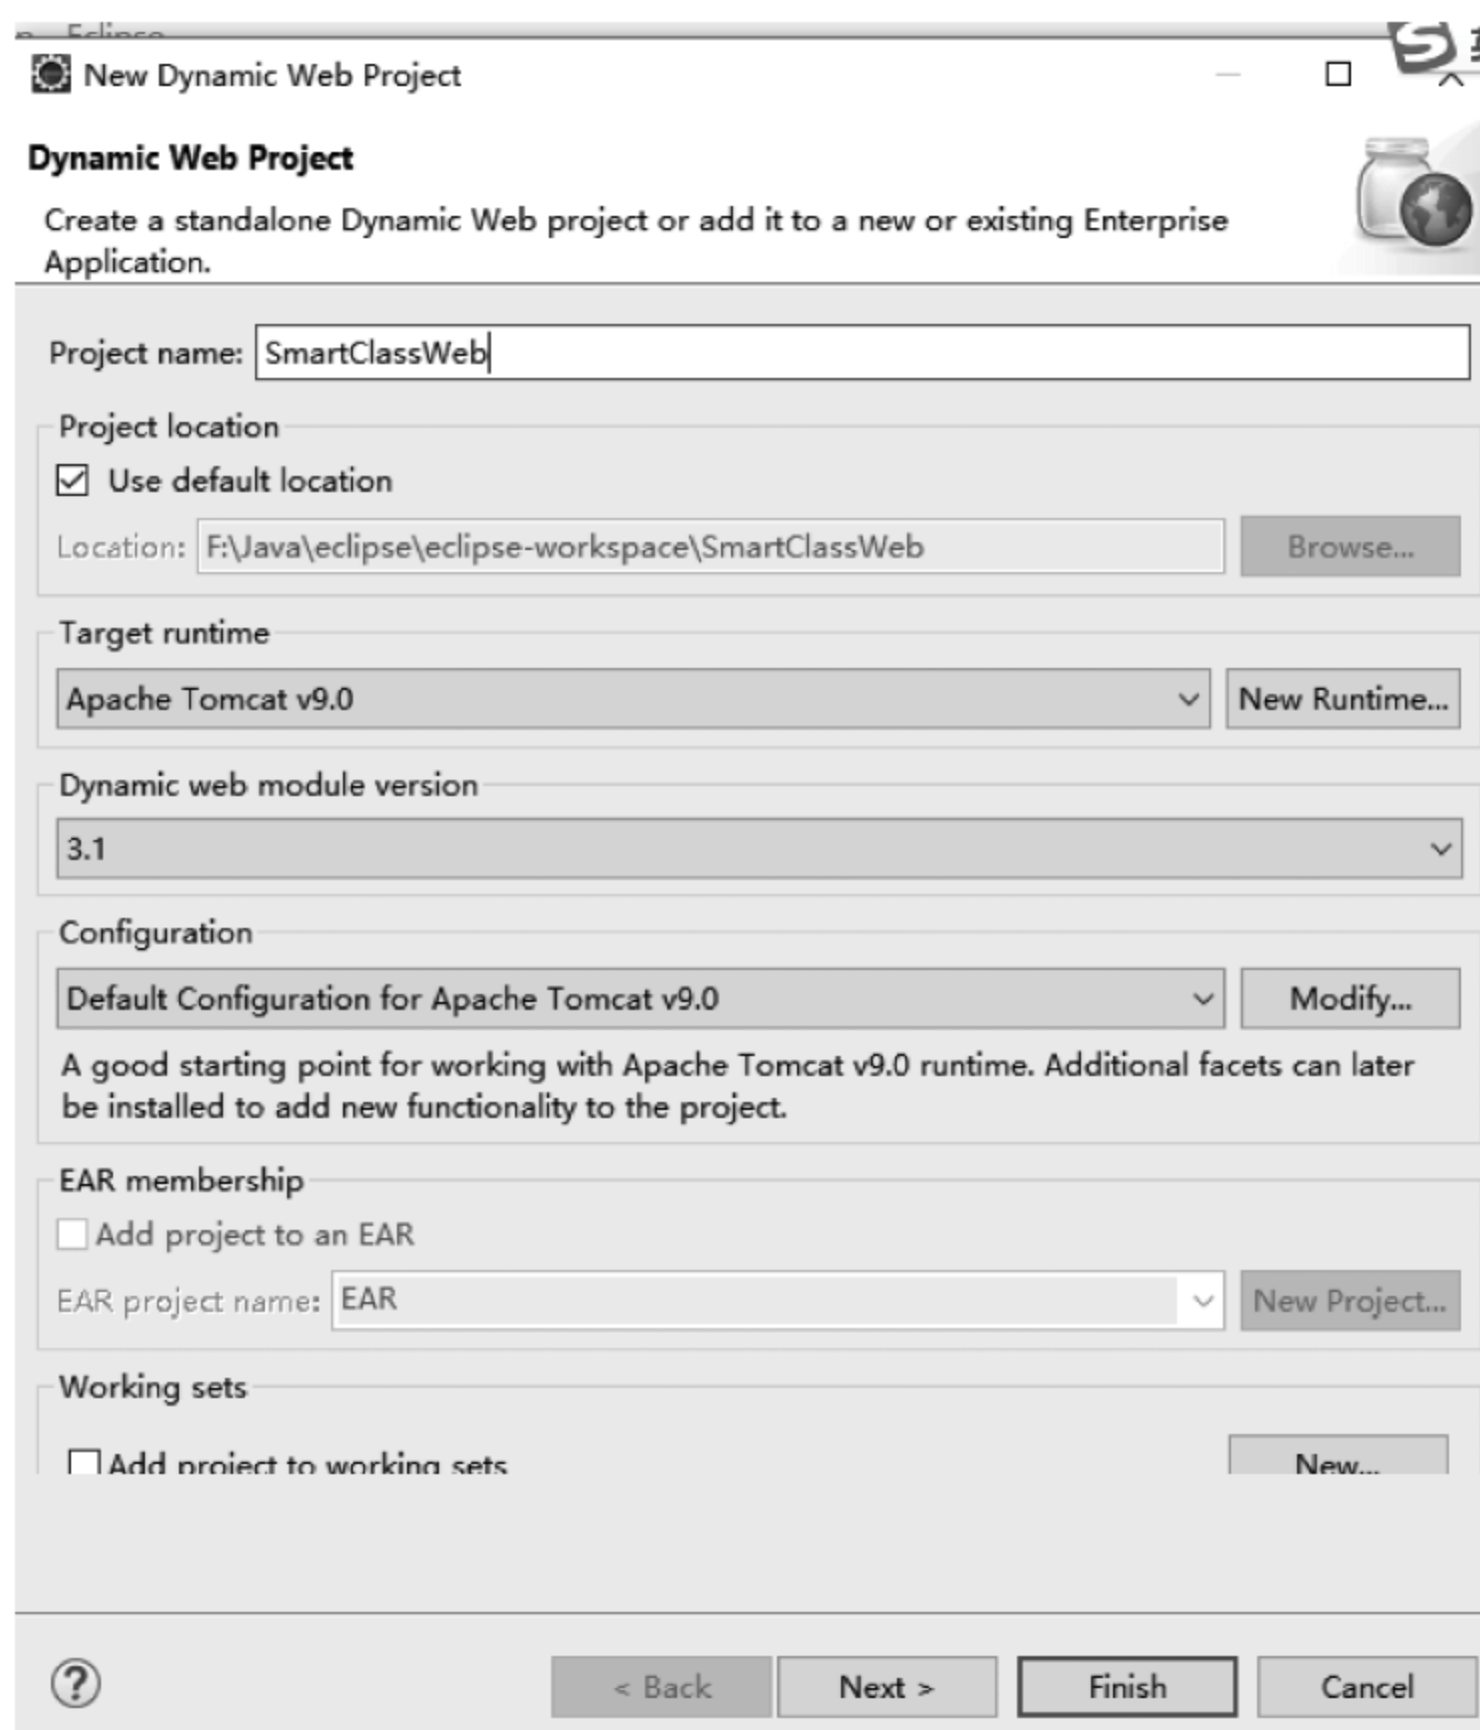 Eclipse
New Dynamic Web Project
Dynamic Web Project
Create a standalone Dynamic Web project or add it to a new or existing Enterprise
Application.
Project name: SmartClassWeb
Project location
Use default location
Location: F:\Java\eclipse\eclipse-workspace\SmartClassWeb Browse...
Target runtime
Apache Tomcat v9.0 New Runtime...
Dynamic web module version
3.1
Configuration
Default Configuration for Apache Tomcat v9.0 Modify...
A good starting point for working with Apache Tomcat v9.0 runtime. Additional facets can later
be installed to add new functionality to the project.
EAR membership
Add project to an EAR
EAR project name: EAR New Project...
Working sets
Add project to working sets New...
? < Back Next > Finish Cancel